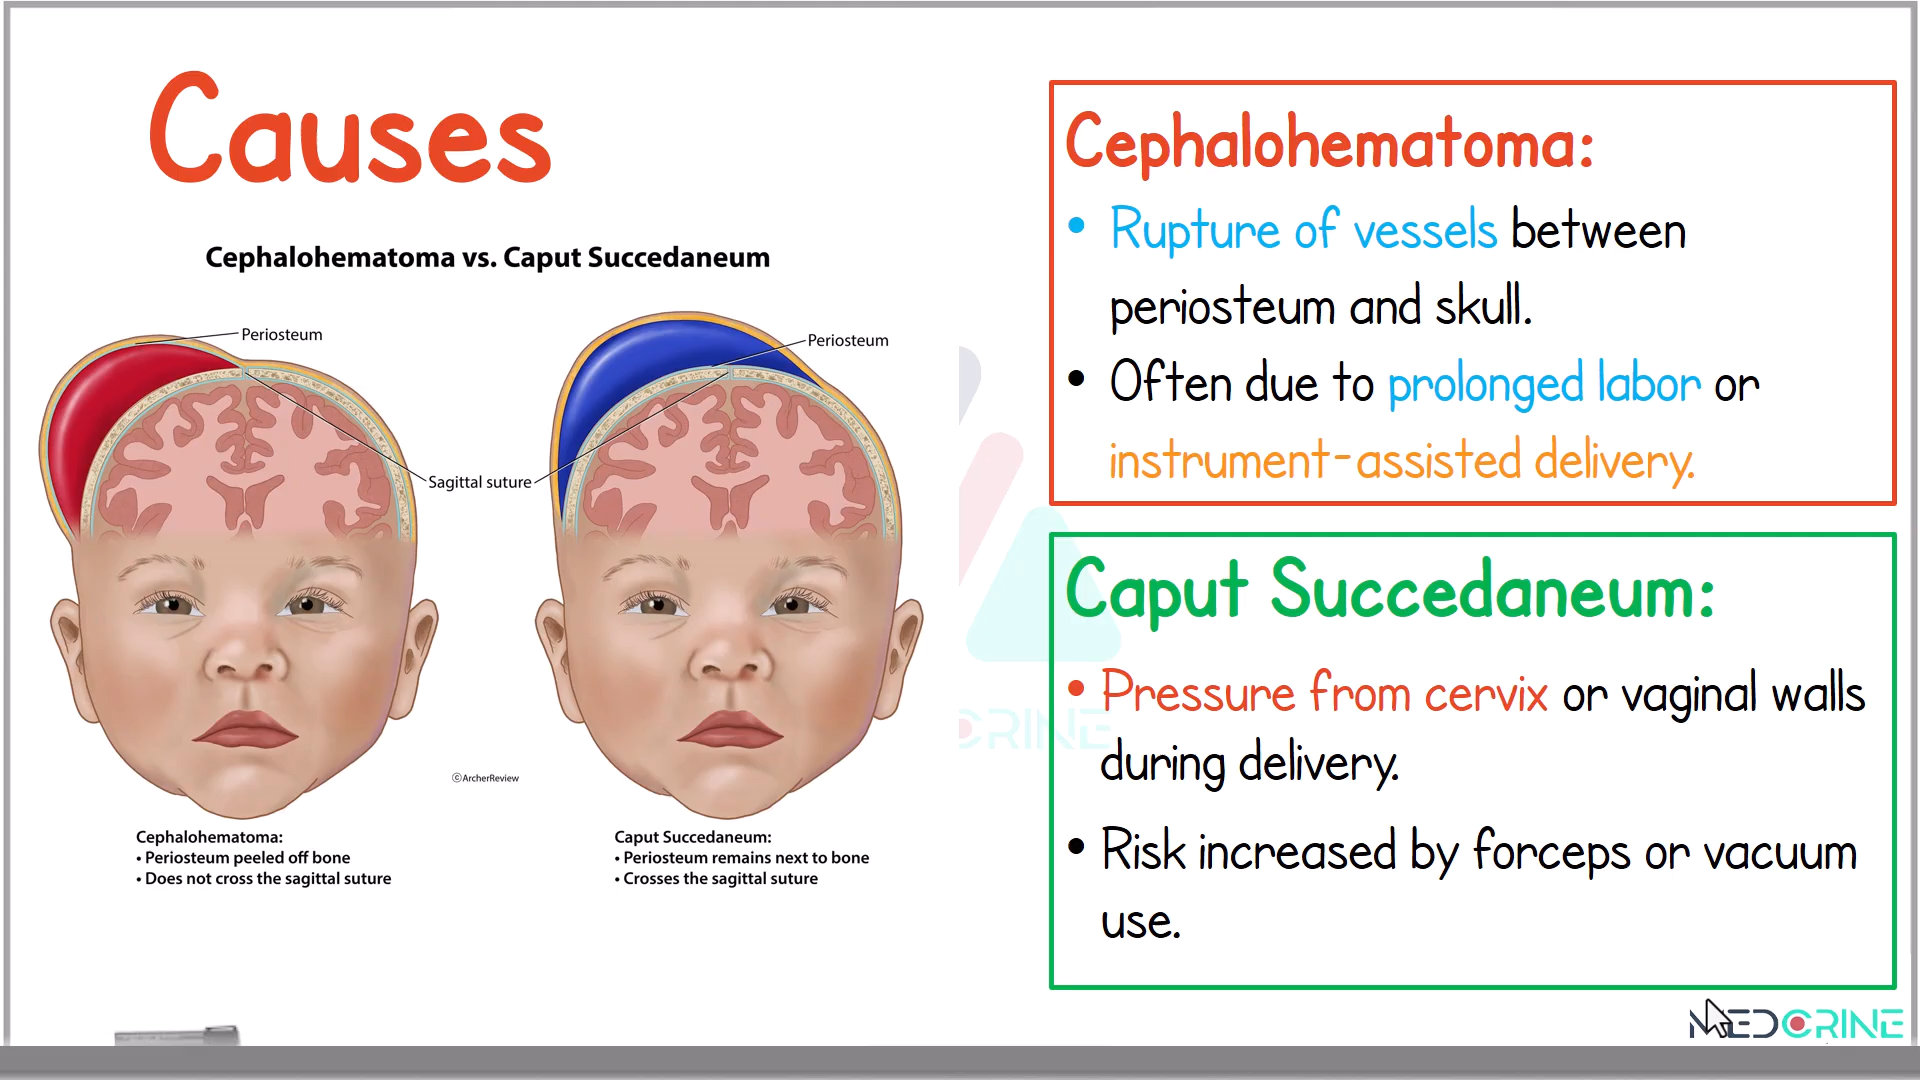 Causes
Cephalohematoma vs. Caput Succedaneum
Periosteum
Periosteum
Sagittal suture
©ArcherReview
Cephalohematoma:
• Periosteum peeled off bone
• Does not cross the sagittal suture
Caput Succedaneum:
• Periosteum remains next to bone
• Crosses the sagittal suture
Cephalohematoma:
• Rupture of vessels between
periosteum and skull.
• Often due to prolonged labor or
instrument-assisted delivery.
Caput Succedaneum:
• Pressure from cervix or vaginal walls
during delivery.
• Risk increased by forceps or vacuum
use.
CRINE
MEDCRINE